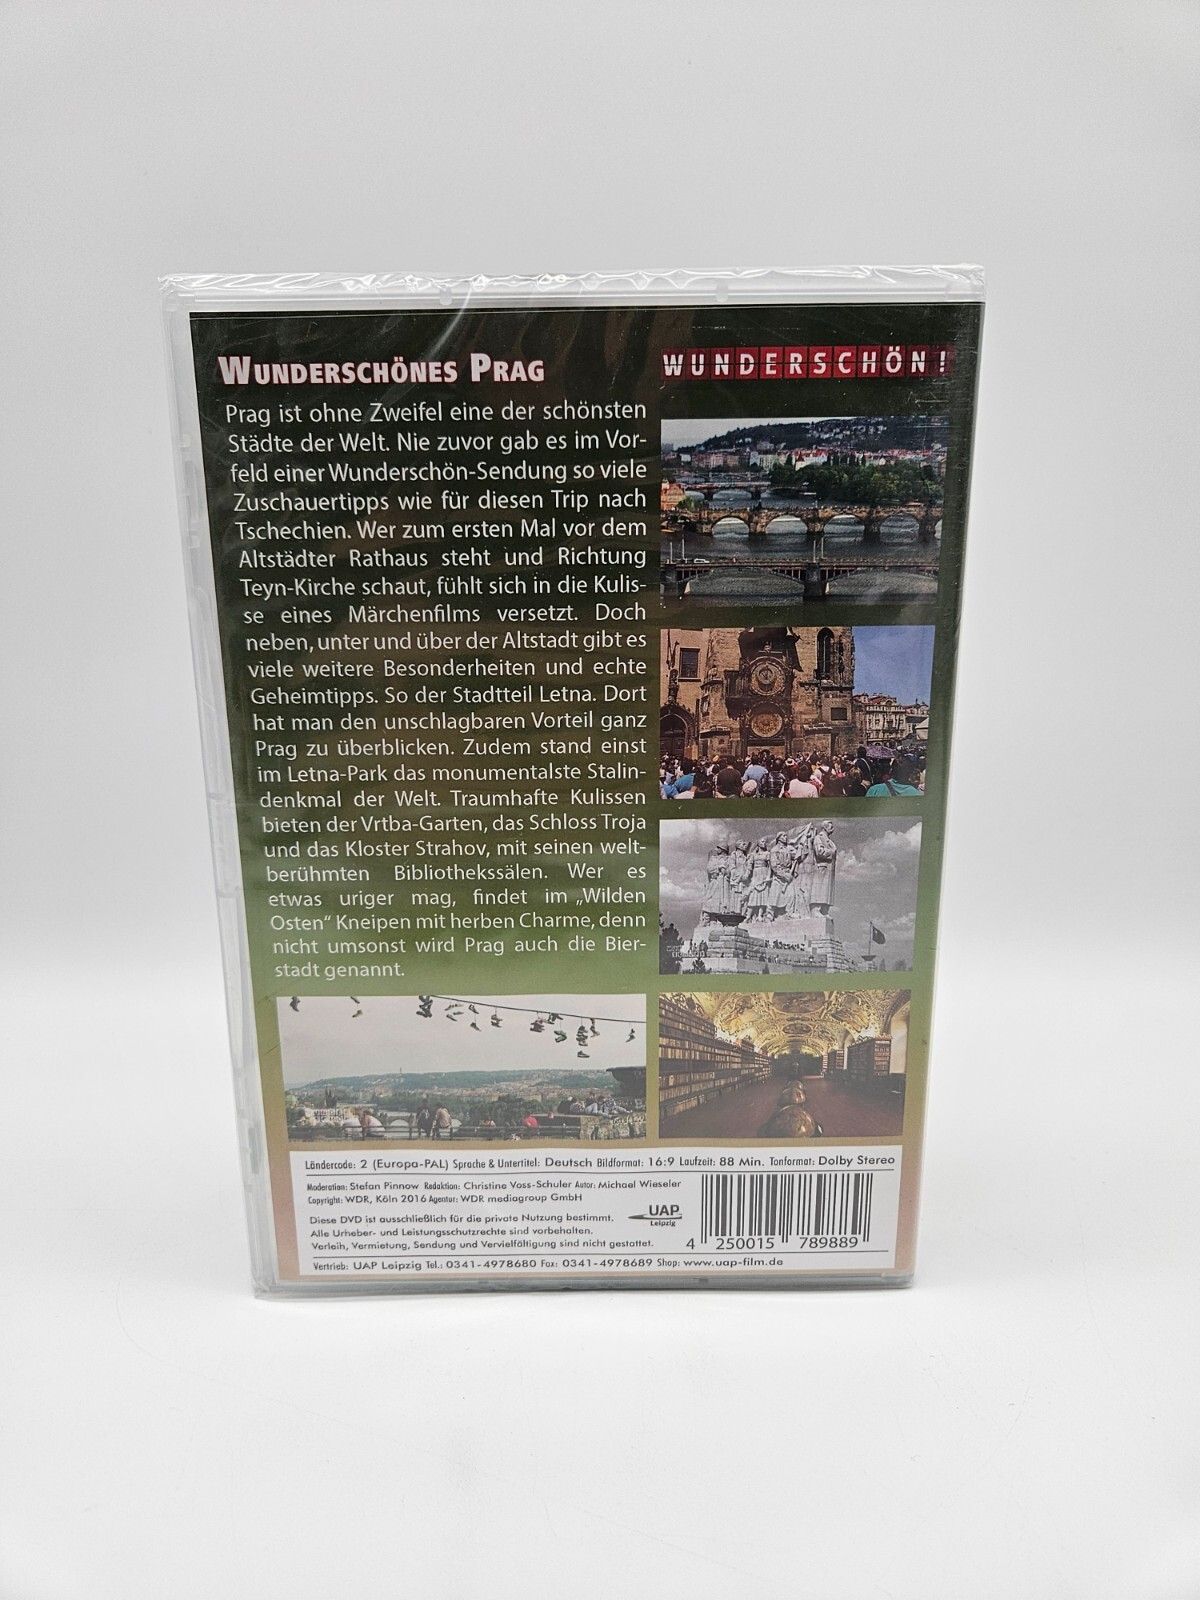 WUNDERSCHÖNES PRAG
WUNDERSCHÖN!
Prag ist ohne Zweifel eine der schönsten
Städte der Welt. Nie zuvor gab es im Vor-
feld einer Wunderschön-Sendung so viele
Zuschauertipps wie für diesen Trip nach
Tschechien. Wer zum ersten Mal vor dem
Altstädter Rathaus steht und Richtung
Teyn-Kirche schaut, fühlt sich in die Kulis-
se eines Märchenfilms versetzt. Doch
neben, unter und über der Altstadt gibt es
viele weitere Besonderheiten und echte
Geheimtipps. So der Stadtteil Letna. Dort
hat man den unschlagbaren Vorteil ganz
Prag zu überblicken. Zudem stand einst
im Letna-Park das monumentalste Stalin-
denkmal der Welt. Traumhafte Kulissen
bieten der Vrtba-Garten, das Schloss Troja
und das Kloster Strahov, mit seinen welt-
berühmten Bibliothekssälen. Wer es
etwas uriger mag, findet im „Wilden
Osten“ Kneipen mit herben Charme, denn
nicht umsonst wird Prag auch die Bier-
stadt genannt.
Ländercode: 2 (Europa-PAL) Sprache & Untertitel: Deutsch Bildformat: 16:9 Laufzeit: 88 Min. Tonformat: Dolby Stereo
Moderation: Stefan Pinnow Redaktion: Christine Voss-Schuler Autor: Michael Wieseler
Copyright: WDR, Köln 2016 Agentur: WDR mediagroup GmbH
Diese DVD ist ausschließlich für die private Nutzung bestimmt.
Alle Urheber- und Leistungsschutzrechte sind vorbehalten.
Verleih, Vermietung, Sendung und Vervielfältigung sind nicht gestattet.
UAP
Leipzig
4 250015 789889
Vertrieb: UAP Leipzig Tel.: 0341-4978680 Fax: 0341-4978689 Shop: www.uap-film.de